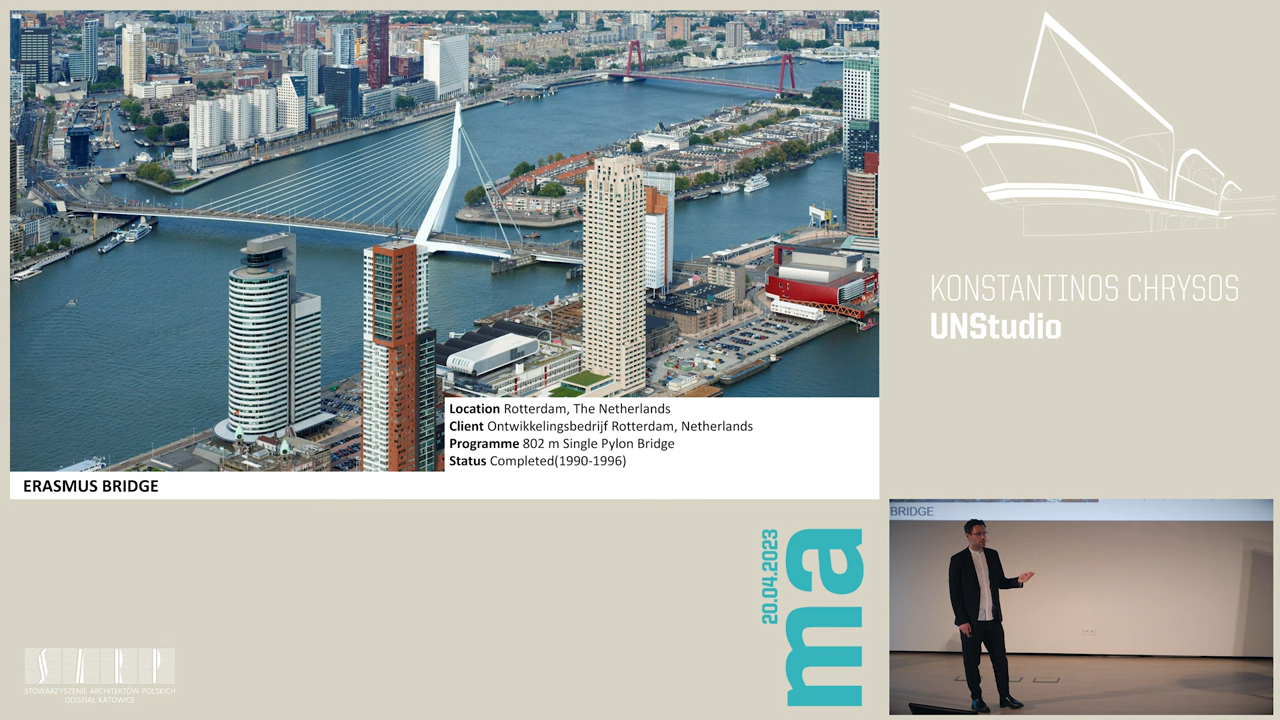 Location Rotterdam, The Netherlands
Client Ontwikkelingsbedrijf Rotterdam, Netherlands
Programme 802 m Single Pylon Bridge
Status Completed(1990-1996)
ERASMUS BRIDGE
KONSTANTINOS CHRYSOS
UNStudio
BRIDGE
20.04.2023
ma
SARP
STOWARZYSZENIE ARCHITEKTÓW POLSKICH
ODDZIAŁ KATOWICE